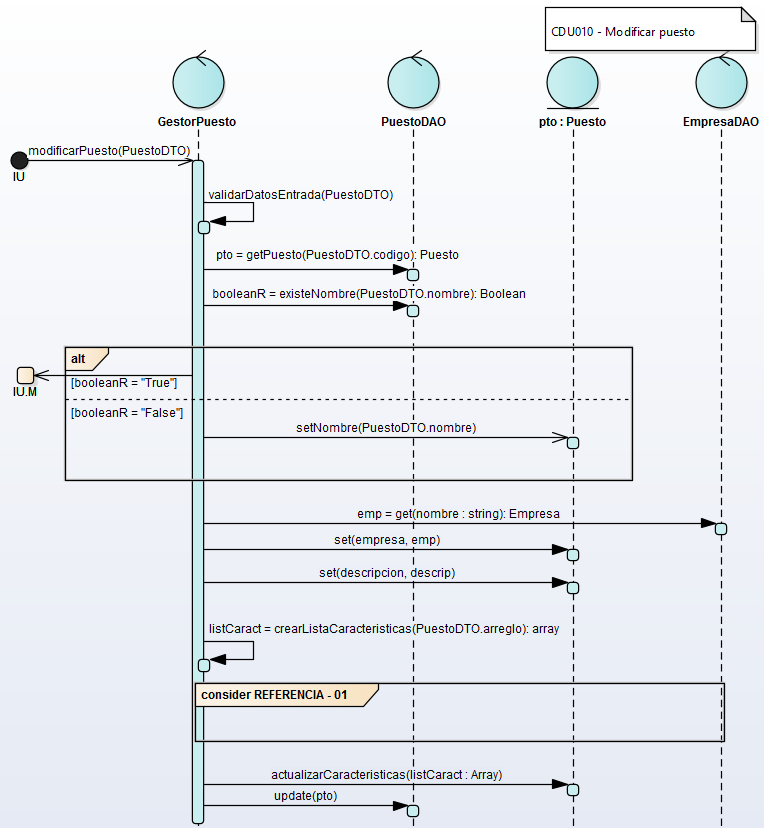 CDU010 - Modificar puesto
GestorPuesto
PuestoDAO
pto : Puesto
EmpresaDAO
modificarPuesto(PuestoDTO)
IU
validarDatosEntrada(PuestoDTO)
pto = getPuesto(PuestoDTO.codigo): Puesto
booleanR = existeNombre(PuestoDTO.nombre): Boolean
alt
[booleanR = "True"]
IU.M
[booleanR = "False"]
setNombre(PuestoDTO.nombre)
emp = get(nombre : string): Empresa
set(empresa, emp)
set(descripcion, descrip)
listCaract = crearListaCaracteristicas(PuestoDTO.arreglo): array
consider REFERENCIA - 01
actualizarCaracteristicas(listCaract : Array)
update(pto)